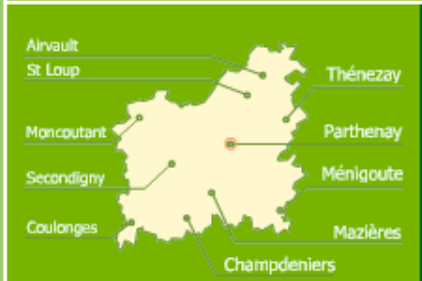 Airvault
St Loup
Thénezay
Moncoutant
Parthenay
Secondigny
Ménigoute
Coulonges
Mazières
Champdeniers